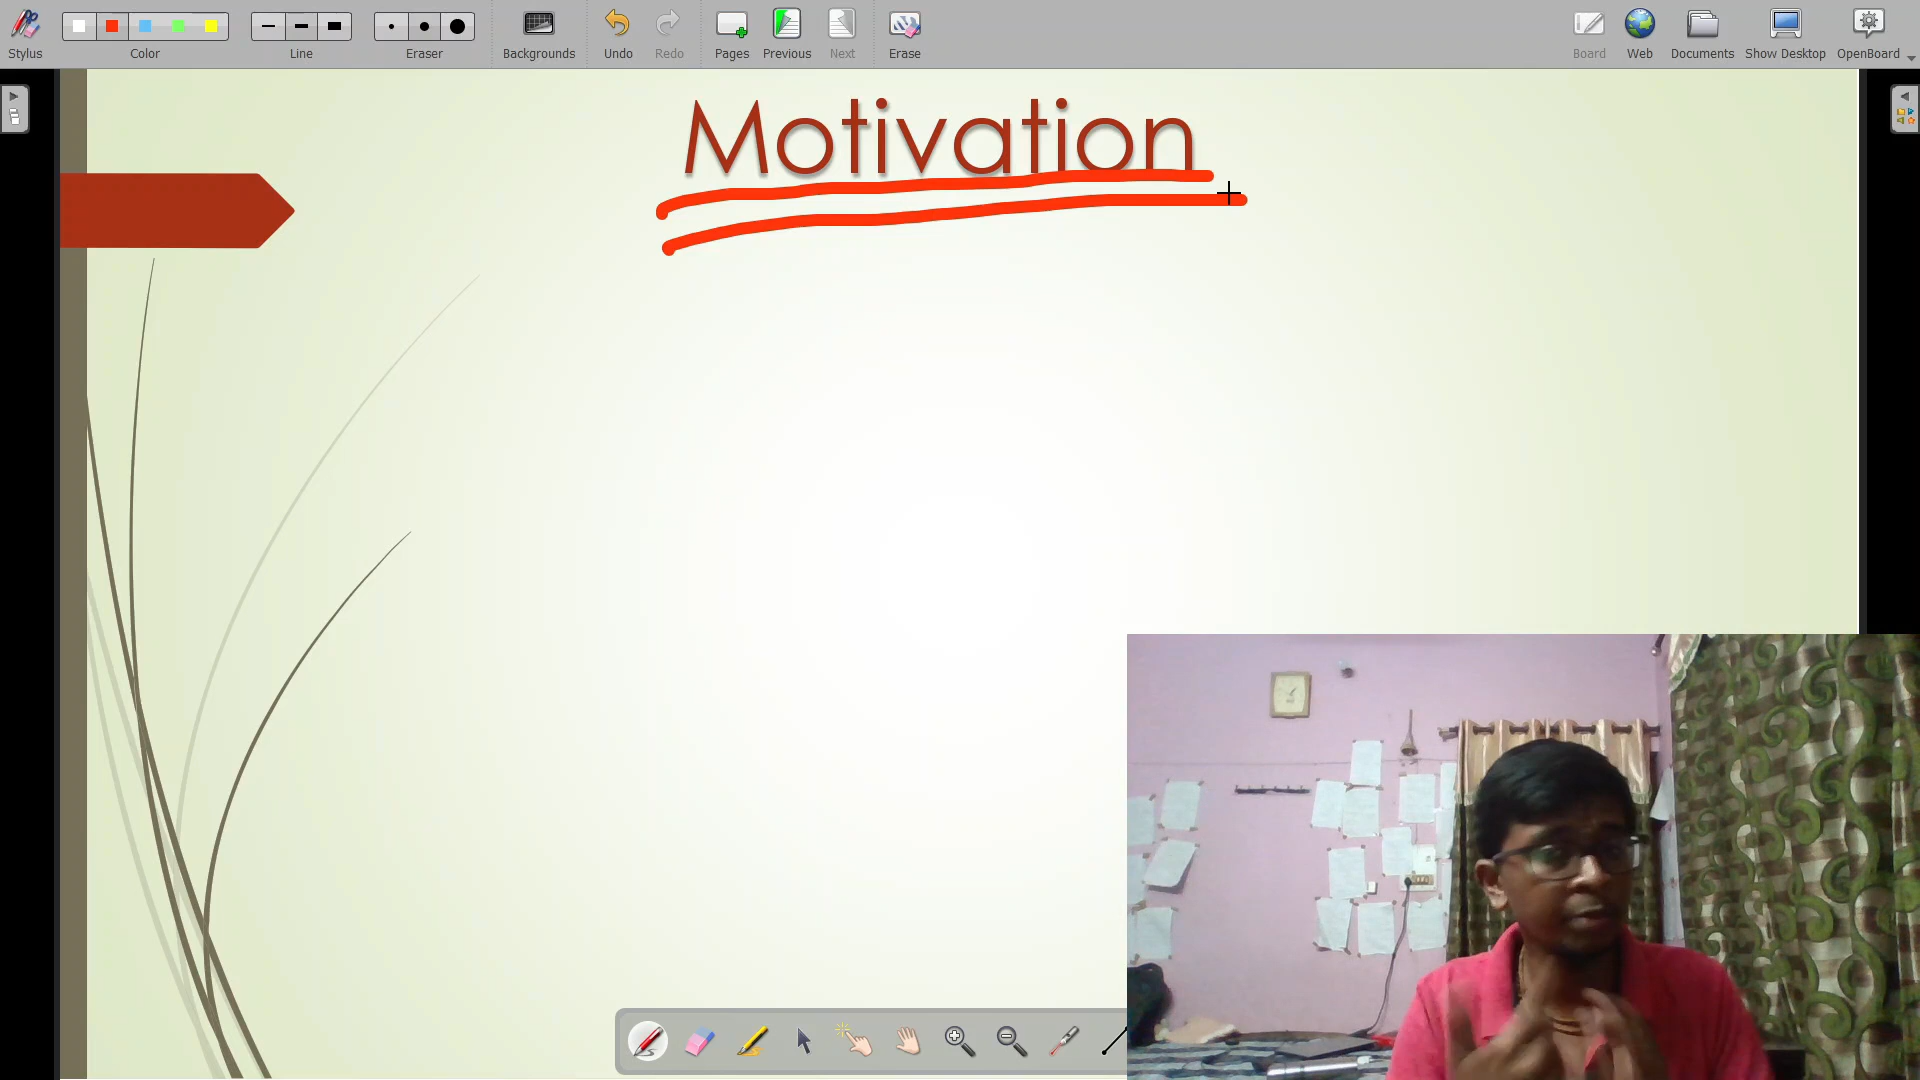 Stylus
Color
Line
Eraser
Backgrounds
Undo
Redo
Pages
Previous
Next
Erase
Board
Web
Documents
Show Desktop
OpenBoard
Motivation